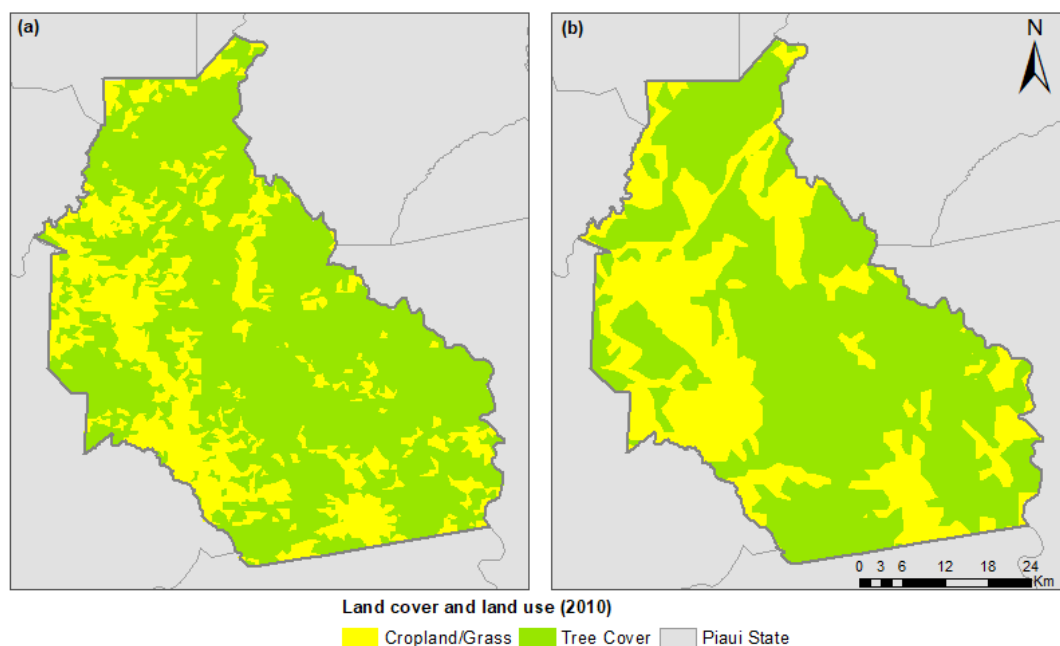 (a)
(b)
N
0 3 6 12 18 24
Km
Land cover and land use (2010)
Cropland/Grass Tree Cover Piaui State